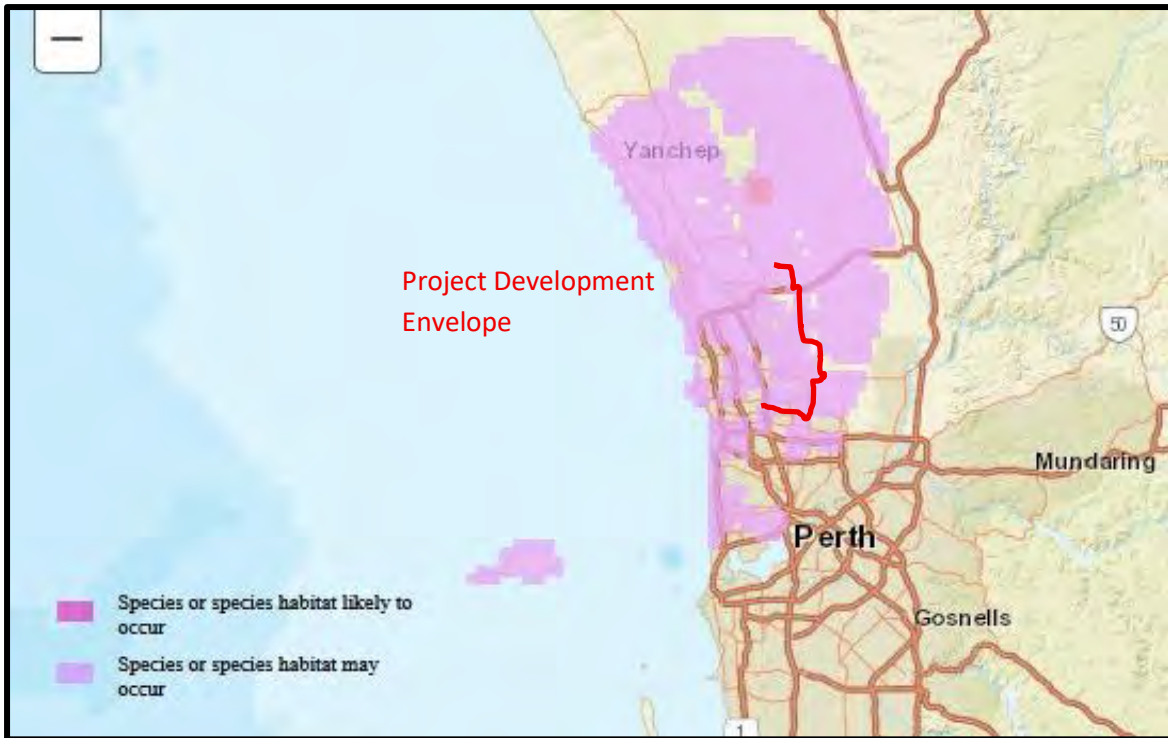 —
Yanchep
Project Development
Envelope
50
Mundaring
Perth
Species or species habitat likely to
occur
Gosnells
Species or species habitat may
occur
1